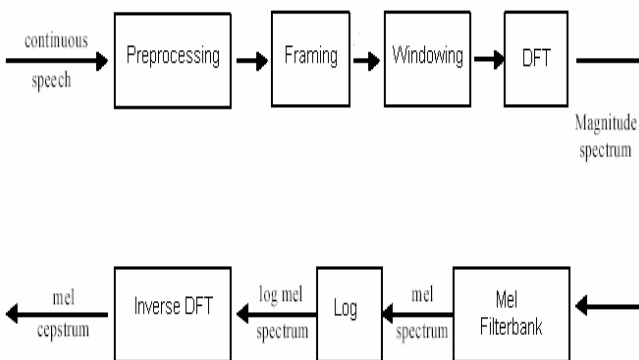 continuous
speech
Preprocessing
Framing
Windowing
DFT
Magnitude
spectrum
Mel
Filterbank
mel
spectrum
Log
log mel
spectrum
Inverse DFT
mel
cepstrum